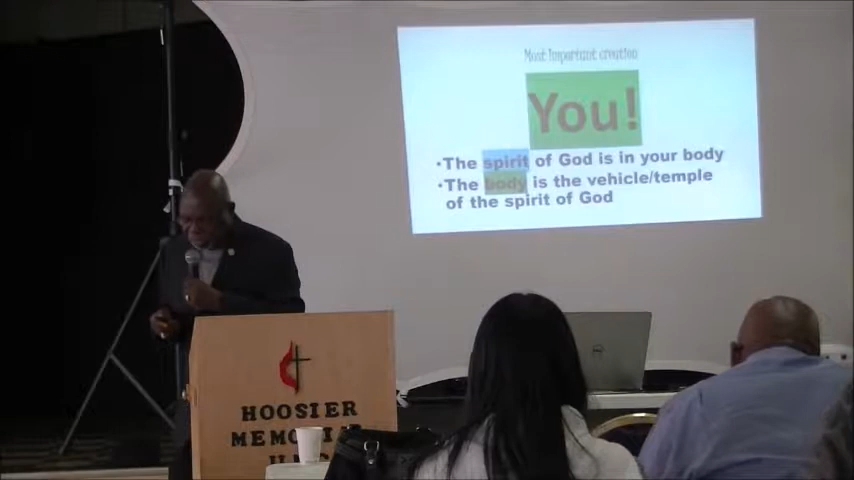 Most Important creation
You!
•The spirit of God is in your body
•The body is the vehicle/temple
of the spirit of God
HOOSIER